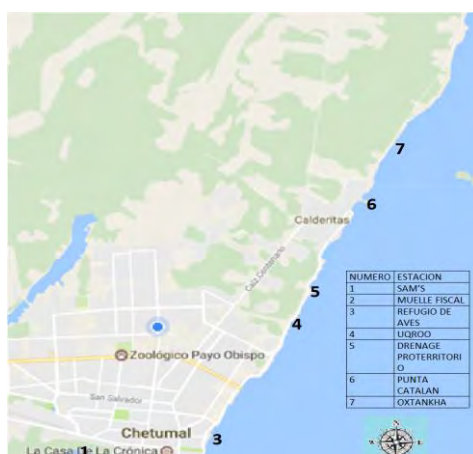 7
6
Calderitas
Calz Centenario
5
4
Zoológico Payo Obispo
San Salvador
Chetumal
3
La Casa De La Crónica
1
NUMERO ESTACION
1 SAM'S
2 MUELLE FISCAL
3 REFUGIO DE
AVES
4 UQROO
5 DRENAGE
PROTERRITORI
O
6 PUNTA
CATALAN
7 OXTANKHA